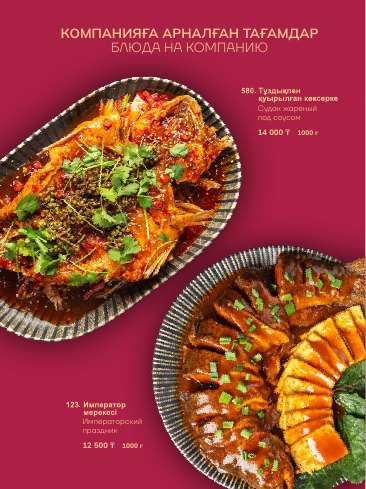 КОМПАНИЯҒА АРНАЛҒАН ТАҒАМДАР
БЛЮДА НА КОМПАНИЮ
580. Тұздықпен
қуырылған көксерке
Судак жареный
под соусом
14 000 ₸ 1000 г
123. Император
мерекесі
Императорский
праздник
12 500 ₸ 1000 г